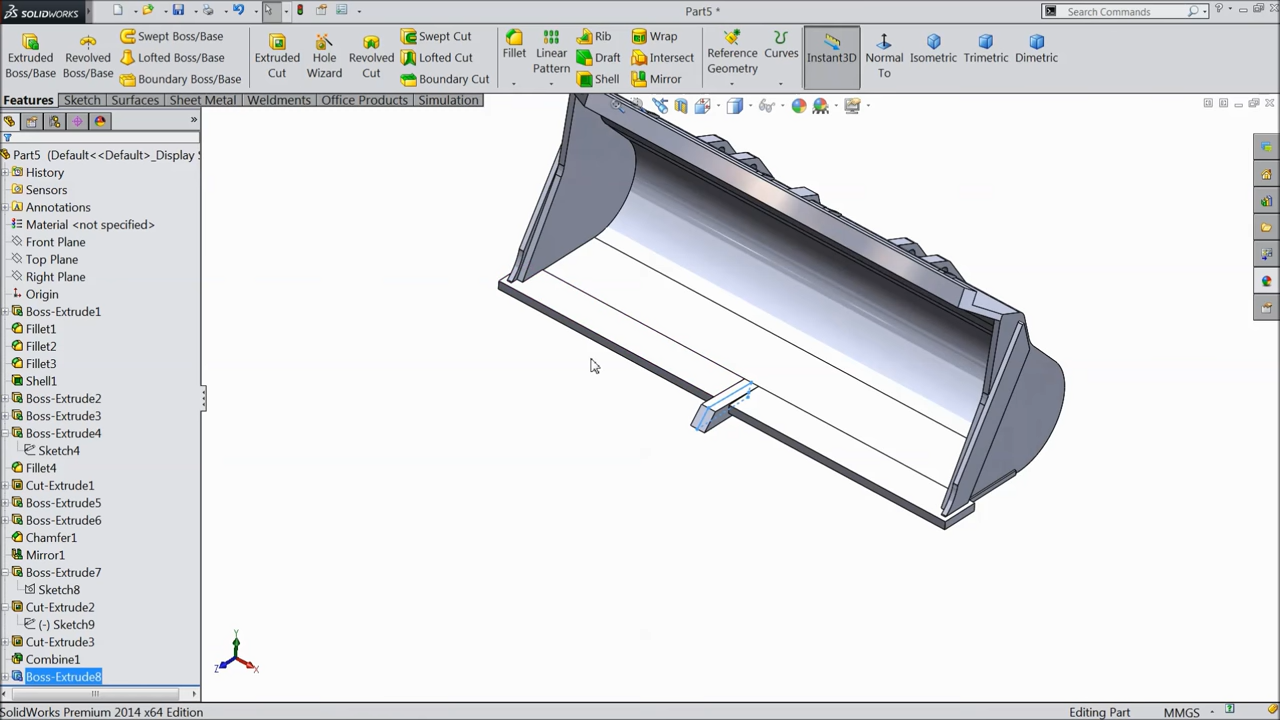 SOLIDWORKS
Part5 *
Search Commands
Extruded Boss/Base
Revolved Boss/Base
Swept Boss/Base
Lofted Boss/Base
Boundary Boss/Base
Extruded Cut
Hole Wizard
Revolved Cut
Swept Cut
Lofted Cut
Boundary Cut
Fillet
Linear Pattern
Rib
Draft
Shell
Wrap
Intersect
Mirror
Reference Geometry
Curves
Instant3D
Normal To
Isometric
Trimetric
Dimetric
Features
Sketch
Surfaces
Sheet Metal
Weldments
Office Products
Simulation
Part5 (Default<<Default>_Display
History
Sensors
Annotations
Material <not specified>
Front Plane
Top Plane
Right Plane
Origin
Boss-Extrude1
Fillet1
Fillet2
Fillet3
Shell1
Boss-Extrude2
Boss-Extrude3
Boss-Extrude4
Sketch4
Fillet4
Cut-Extrude1
Boss-Extrude5
Boss-Extrude6
Chamfer1
Mirror1
Boss-Extrude7
Sketch8
Cut-Extrude2
(-) Sketch9
Cut-Extrude3
Combine1
Boss-Extrude8
Y
Z
X
SolidWorks Premium 2014 x64 Edition
Editing Part
MMGS